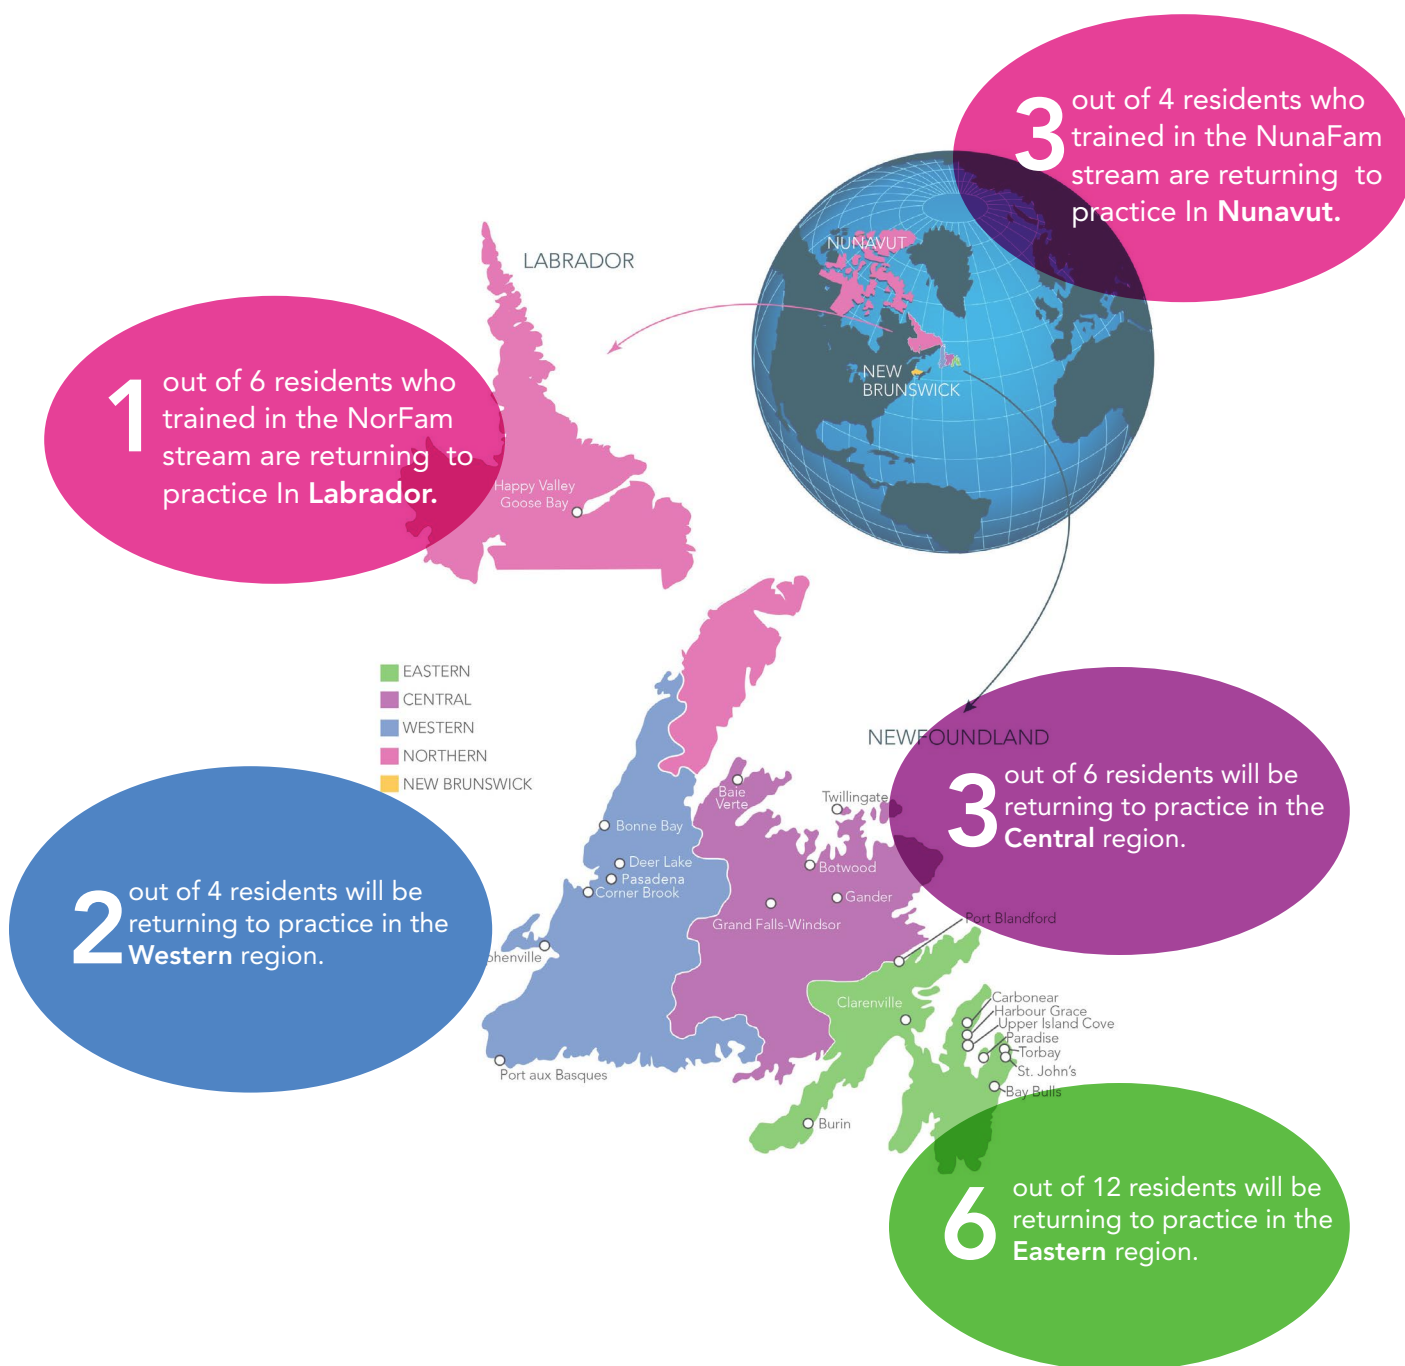 3 out of 4 residents who
trained in the NunaFam
stream are returning to
practice In Nunavut.
NUNAVUT
LABRADOR
NEW
BRUNSWICK
1 out of 6 residents who
trained in the NorFam
stream are returning to
practice In Labrador.
Happy Valley
Goose Bay
EASTERN
CENTRAL
WESTERN
NORTHERN
NEW BRUNSWICK
NEWFOUNDLAND
3 out of 6 residents will be
returning to practice in the
Central region.
Baie
Verte
Twillingate
Bonne Bay
Deer Lake
Pasadena
Corner Brook
Botwood
Gander
Grand Falls-Windsor
Port Blandford
2 out of 4 residents will be
returning to practice in the
Western region.
phenville
Port aux Basques
Clarenville
Carbonear
Harbour Grace
Upper Island Cove
Paradise
Torbay
St. John's
Bay Bulls
Burin
6 out of 12 residents will be
returning to practice in the
Eastern region.